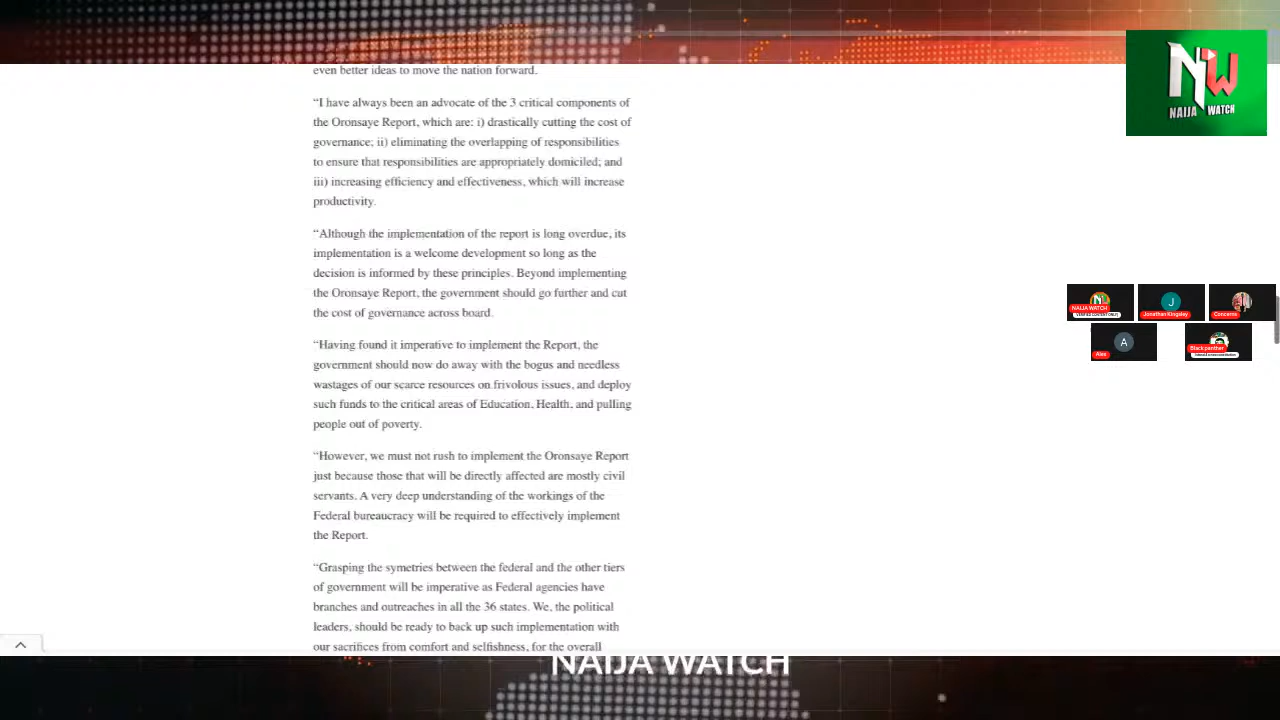 even better ideas to move the nation forward.
“I have always been an advocate of the 3 critical components of
the Oronsaye Report, which are: i) drastically cutting the cost of
governance; ii) eliminating the overlapping of responsibilities
to ensure that responsibilities are appropriately domiciled; and
iii) increasing efficiency and effectiveness, which will increase
productivity.
“Although the implementation of the report is long overdue, its
implementation is a welcome development so long as the
decision is informed by these principles. Beyond implementing
the Oronsaye Report, the government should go further and cut
the cost of governance across board.
“Having found it imperative to implement the Report, the
government should now do away with the bogus and needless
wastages of our scarce resources on frivolous issues, and deploy
such funds to the critical areas of Education, Health, and pulling
people out of poverty.
“However, we must not rush to implement the Oronsaye Report
just because those that will be directly affected are mostly civil
servants. A very deep understanding of the workings of the
Federal bureaucracy will be required to effectively implement
the Report.
“Grasping the symetries between the federal and the other tiers
of government will be imperative as Federal agencies have
branches and outreaches in all the 36 states. We, the political
leaders, should be ready to back up such implementation with
our sacrifices from comfort and selfishness, for the overall
NW
NAIJA WATCH
NAIJA WATCH
J
Jonathan Kingsley
Concerns
A
Alex
Black panther
NAIJA WATCH